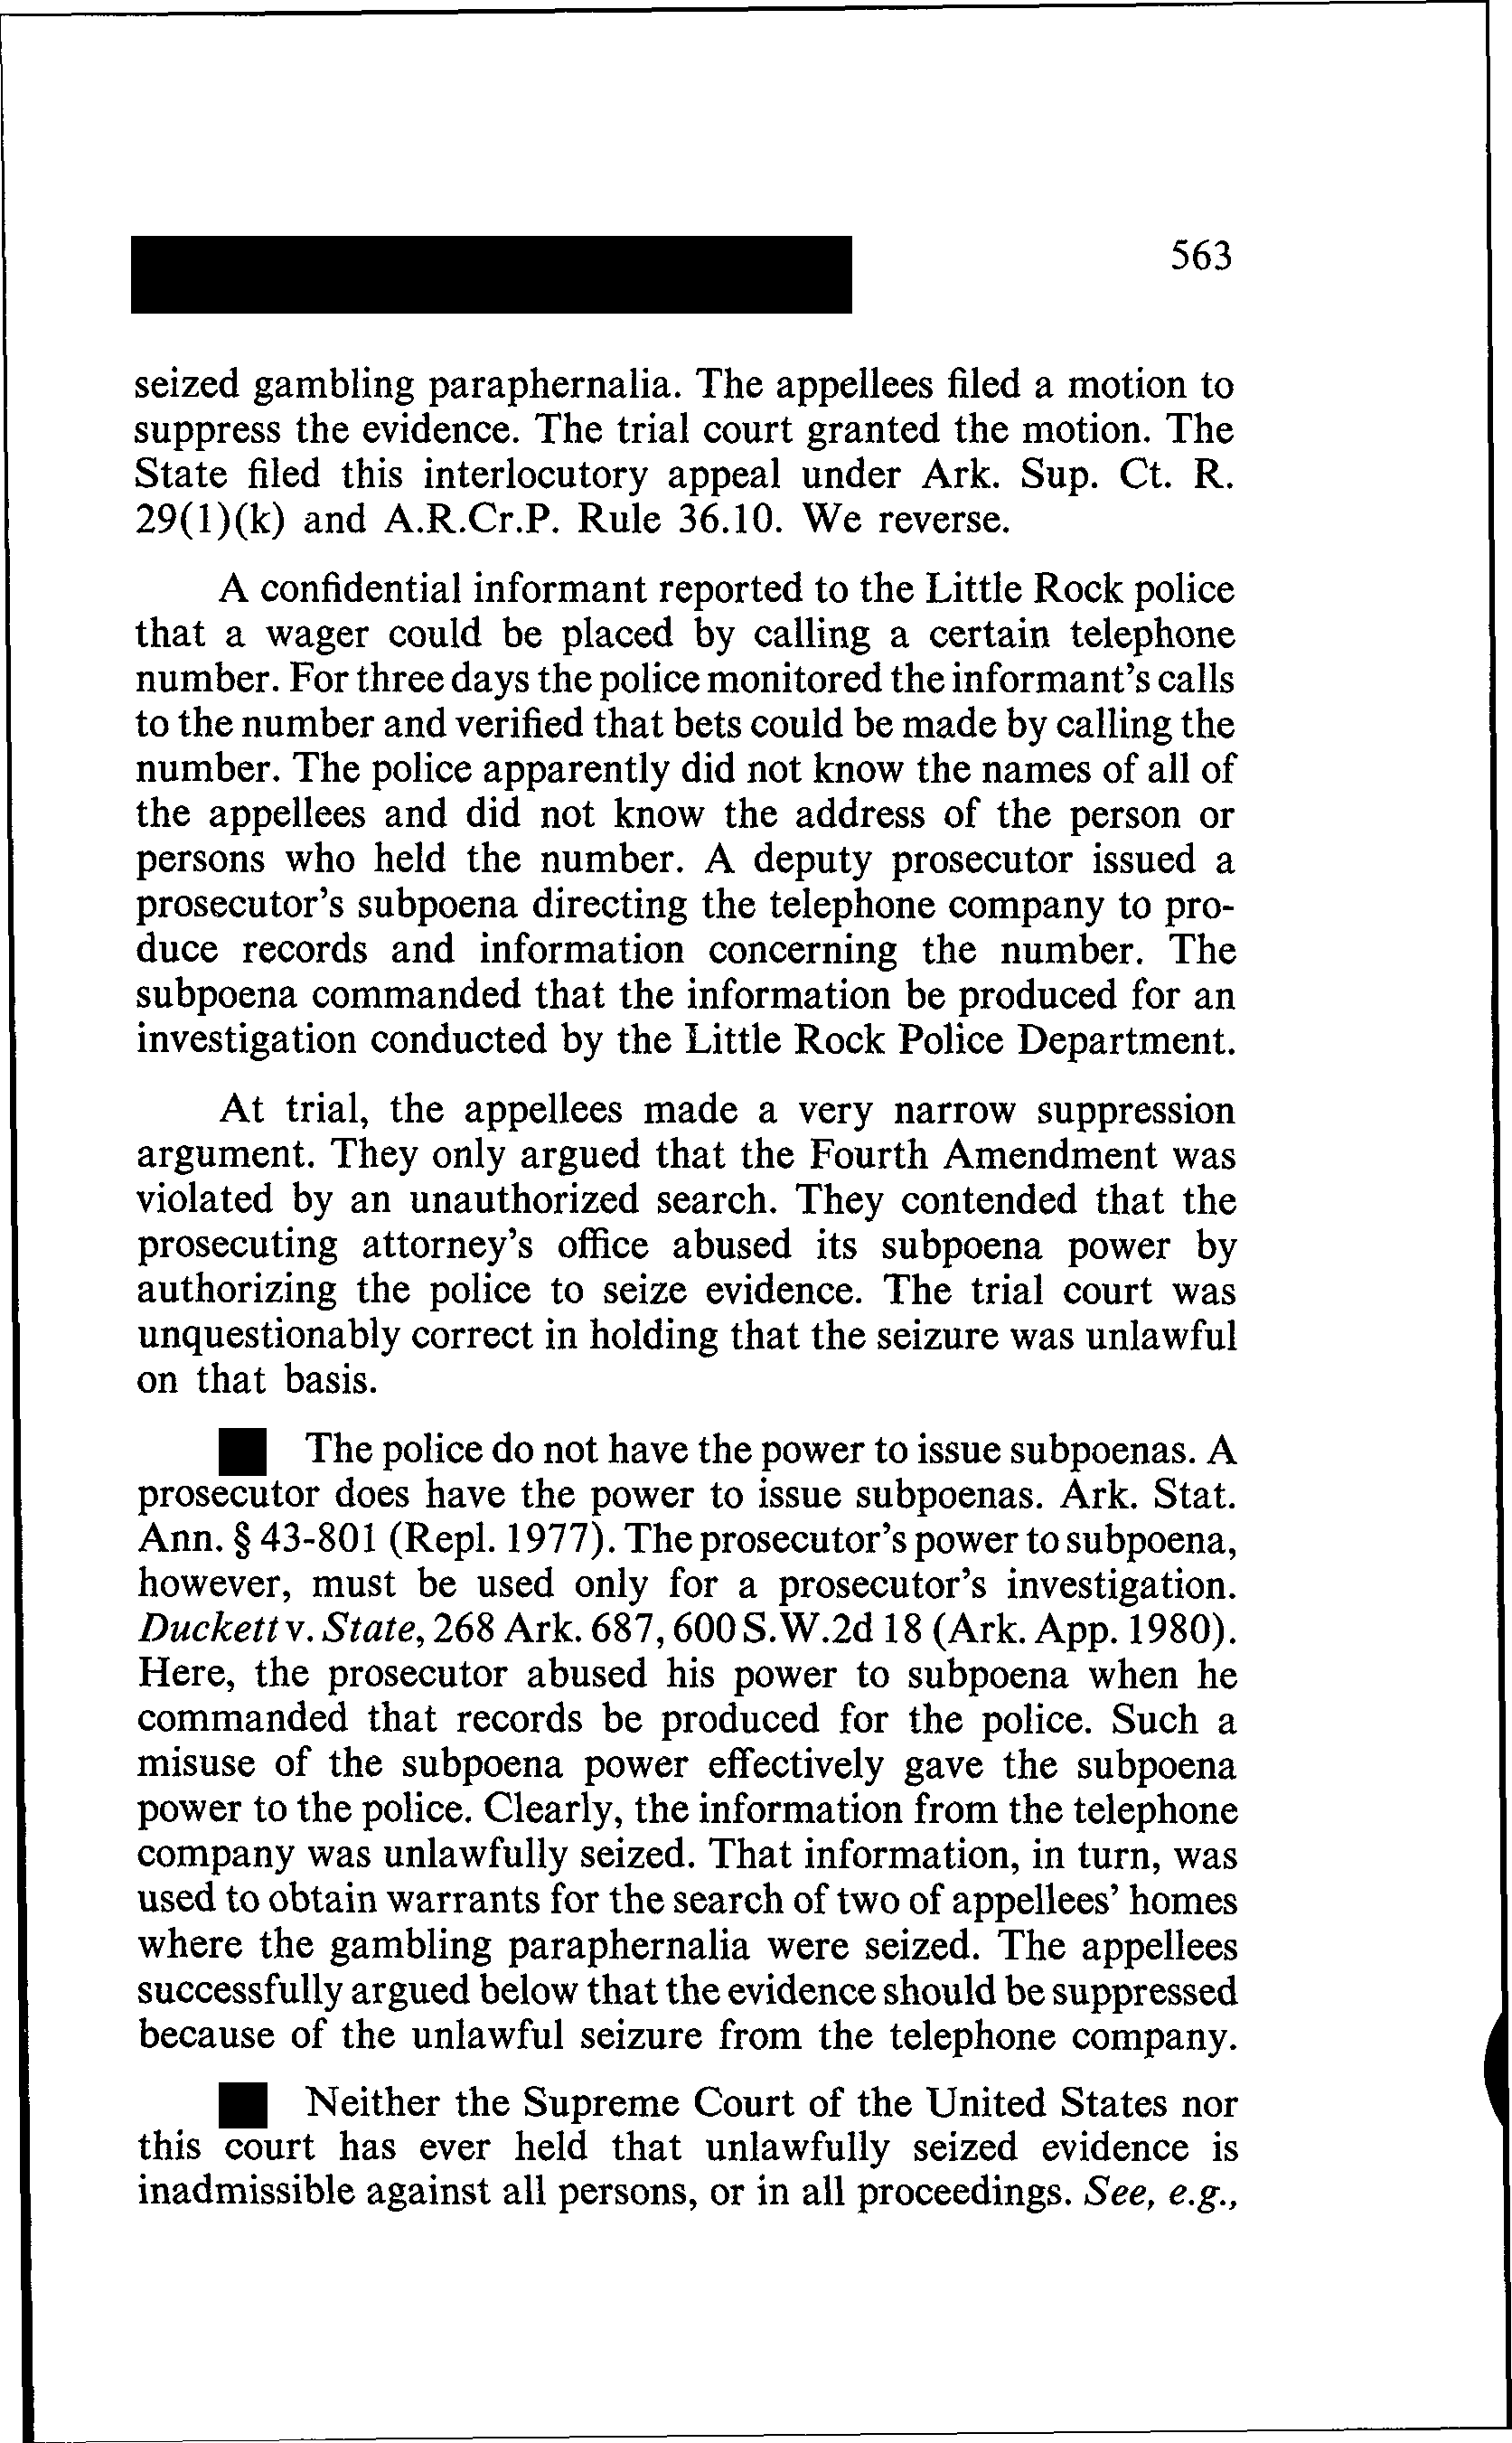 563
seized gambling paraphernalia. The appellees filed a motion to
suppress the evidence. The trial court granted the motion. The
State filed this interlocutory appeal under Ark. Sup. Ct. R.
29(1)(k) and A.R.Cr.P. Rule 36.10. We reverse.
A confidential informant reported to the Little Rock police
that a wager could be placed by calling a certain telephone
number. For three days the police monitored the informant's calls
to the number and verified that bets could be made by calling the
number. The police apparently did not know the names of all of
the appellees and did not know the address of the person or
persons who held the number. A deputy prosecutor issued a
prosecutor's subpoena directing the telephone company to pro-
duce records and information concerning the number. The
subpoena commanded that the information be produced for an
investigation conducted by the Little Rock Police Department.
At trial, the appellees made a very narrow suppression
argument. They only argued that the Fourth Amendment was
violated by an unauthorized search. They contended that the
prosecuting attorney's office abused its subpoena power by
authorizing the police to seize evidence. The trial court was
unquestionably correct in holding that the seizure was unlawful
on that basis.
The police do not have the power to issue subpoenas. A
prosecutor does have the power to issue subpoenas. Ark. Stat.
Ann. § 43-801 (Repl. 1977). The prosecutor's power to subpoena,
however, must be used only for a prosecutor's investigation.
Duckett v. State, 268 Ark. 687, 600 S.W.2d 18 (Ark. App. 1980).
Here, the prosecutor abused his power to subpoena when he
commanded that records be produced for the police. Such a
misuse of the subpoena power effectively gave the subpoena
power to the police. Clearly, the information from the telephone
company was unlawfully seized. That information, in turn, was
used to obtain warrants for the search of two of appellees' homes
where the gambling paraphernalia were seized. The appellees
successfully argued below that the evidence should be suppressed
because of the unlawful seizure from the telephone company.
Neither the Supreme Court of the United States nor
this court has ever held that unlawfully seized evidence is
inadmissible against all persons, or in all proceedings. See, e.g.,